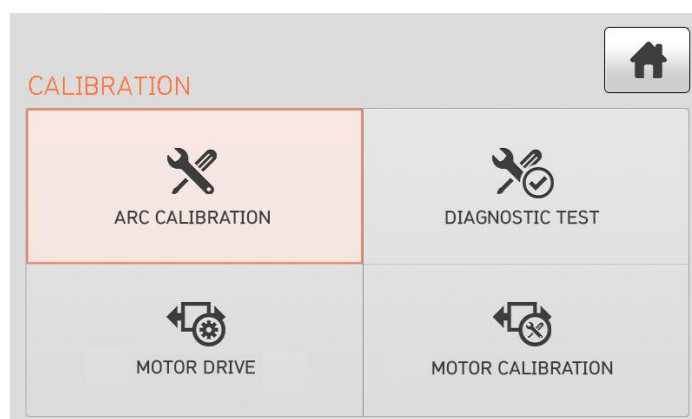 CALIBRATION
ARC CALIBRATION
DIAGNOSTIC TEST
MOTOR DRIVE
MOTOR CALIBRATION